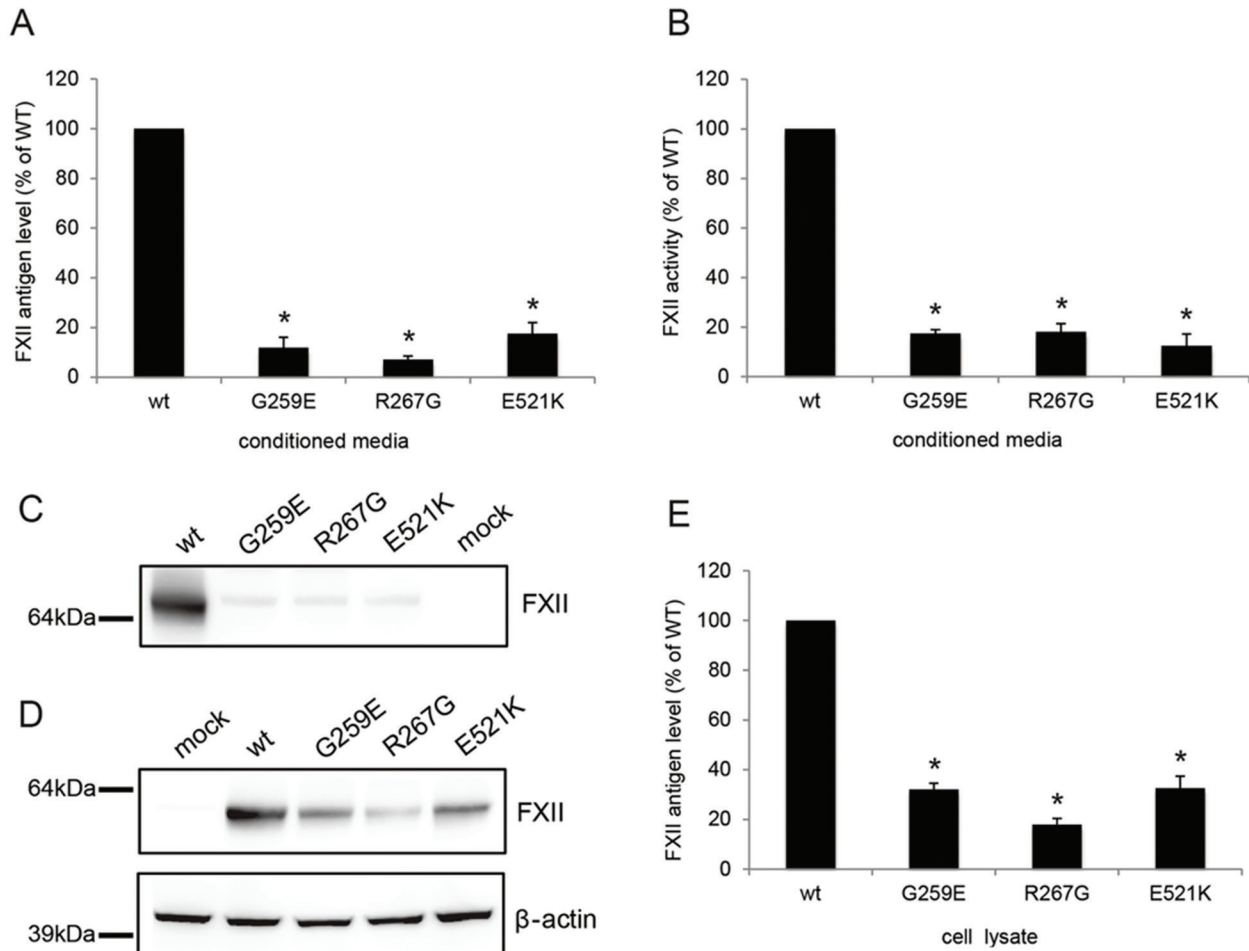 A
FXII antigen level (% of WT)
120
100
80
60
40
20
0
*
*
*
wt G259E R267G E521K
conditioned media
B
FXII activity (% of WT)
120
100
80
60
40
20
0
*
*
*
wt G259E R267G E521K
conditioned media
C
wt G259E R267G E521K mock
64kDa
FXII
D
mock wt G259E R267G E521K
64kDa
FXII
39kDa
β-actin
E
FXII antigen level (% of WT)
120
100
80
60
40
20
0
*
*
*
wt G259E R267G E521K
cell lysate